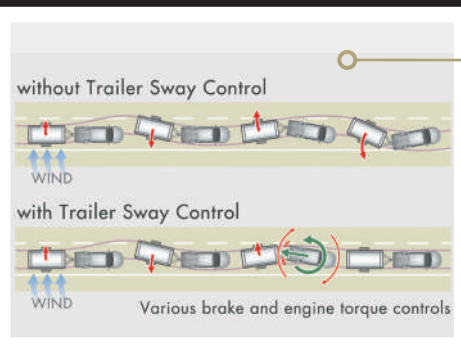 without Trailer Sway Control
WIND
with Trailer Sway Control
WIND
Various brake and engine torque controls